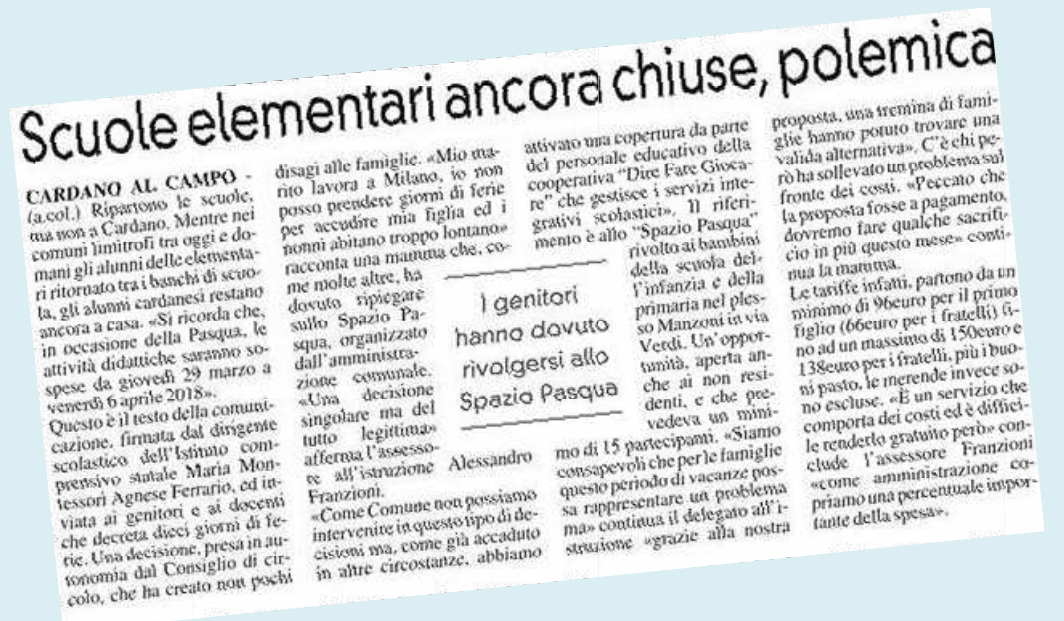 Scuole elementari ancora chiuse, polemica
CARDANO AL CAMPO -
(a.col.) Ripartono le scuole,
ma non a Cardano. Mentre nei
comuni limitrofi tra oggi e do-
mani gli alunni delle elementa-
ri ritornato tra i banchi di scuo-
la, gli alunni cardanesi restano
ancora a casa. «Si ricorda che,
in occasione della Pasqua, le
attività didattiche saranno so-
spese da giovedì 29 marzo a
venerdì 6 aprile 2018».
Questo è il testo della comuni-
cazione, firmata dal dirigente
scolastico dell'Istituto com-
prensivo statale Maria Mon-
tessori Agnese Ferrario, ed in-
viata ai genitori e ai docenti
che decreta dieci giorni di fe-
rie. Una decisione, presa in au-
tonomia dal Consiglio di cir-
colo, che ha creato non pochi
disagi alle famiglie. «Mio ma-
rito lavora a Milano, io non
posso prendere giorni di ferie
per accudire mia figlia ed i
nonni abitano troppo lontano»
racconta una mamma che, co-
me molte altre, ha
dovuto ripiegare
sullo Spazio Pa-
squa, organizzato
dall'amministra-
zione comunale.
«Una decisione
singolare ma del
tutto legittima»
afferma l'assesso-
re all'istruzione Alessandro
Franzioni.
«Come Comune non possiamo
intervenire in questo tipo di de-
cisioni ma, come già accaduto
in altre circostanze, abbiamo
I genitori
hanno dovuto
rivolgersi allo
Spazio Pasqua
attivato una copertura da parte
del personale educativo della
cooperativa "Dire Fare Gioca-
re" che gestisce i servizi inte-
grativi scolastici». Il riferi-
mento è allo "Spazio Pasqua"
rivolto ai bambini
della scuola del-
l'infanzia e della
primaria nel ples-
so Manzoni in via
Verdi. Un'oppor-
tunità, aperta an-
che ai non resi-
denti, e che pre-
vedeva un mini-
mo di 15 partecipanti. «Siamo
consapevoli che per le famiglie
questo periodo di vacanze pos-
sa rappresentare un problema
ma» continua il delegato all'i-
struzione «grazie alla nostra
proposta, una tremina di fami-
glie hanno potuto trovare una
valida alternativa». C'è chi pe-
rò ha sollevato un problema sul
fronte dei costi. «Peccato che
la proposta fosse a pagamento,
dovremo fare qualche sacrifi-
cio in più questo mese» conti-
nua la mamma.
Le tariffe infatti, partono da un
minimo di 96euro per il primo
figlio (66euro per i fratelli) fi-
no ad un massimo di 150euro e
138euro per i fratelli, più i buo-
ni pasto, le merende invece so-
no escluse. «È un servizio che
comporta dei costi ed è diffici-
le renderlo gratuito però» con-
clude l'assessore Franzioni
«come amministrazione co-
priamo una percentuale impor-
tante della spesa».